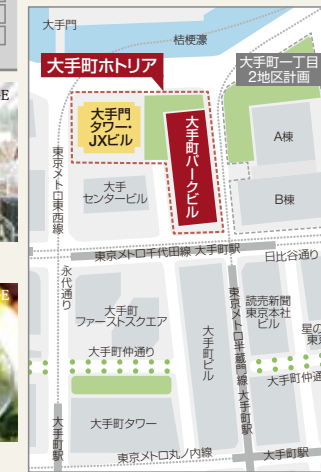 大手門
桔梗濠
大手町ホトリア
大手町一丁目
2地区計画
E
大手門
タワー・
JXビル
大手町パークビル
A棟
東京メトロ東西線
大手
センタービル
B棟
東京メトロ千代田線 大手町駅
日比谷通り
永代通り
大手町
ファーストスクエア
東京メトロ半蔵門線 大手町駅
読売新聞
東京本社
ビル
星の
東京
大手町ビル
大手町仲通り
大手町仲通
E
大手町タワー
大手町駅
東京メトロ丸ノ内線
大手町駅